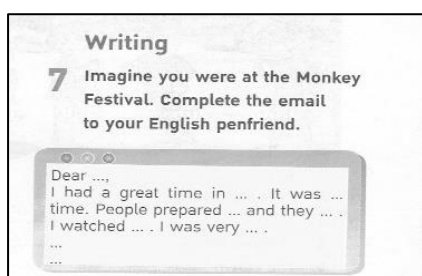 Writing
7 Imagine you were at the Monkey
Festival. Complete the email
to your English penfriend.
Dear ...,
I had a great time in ... . It was ...
time. People prepared ... and they ... .
I watched ... . I was very ... .
...
...